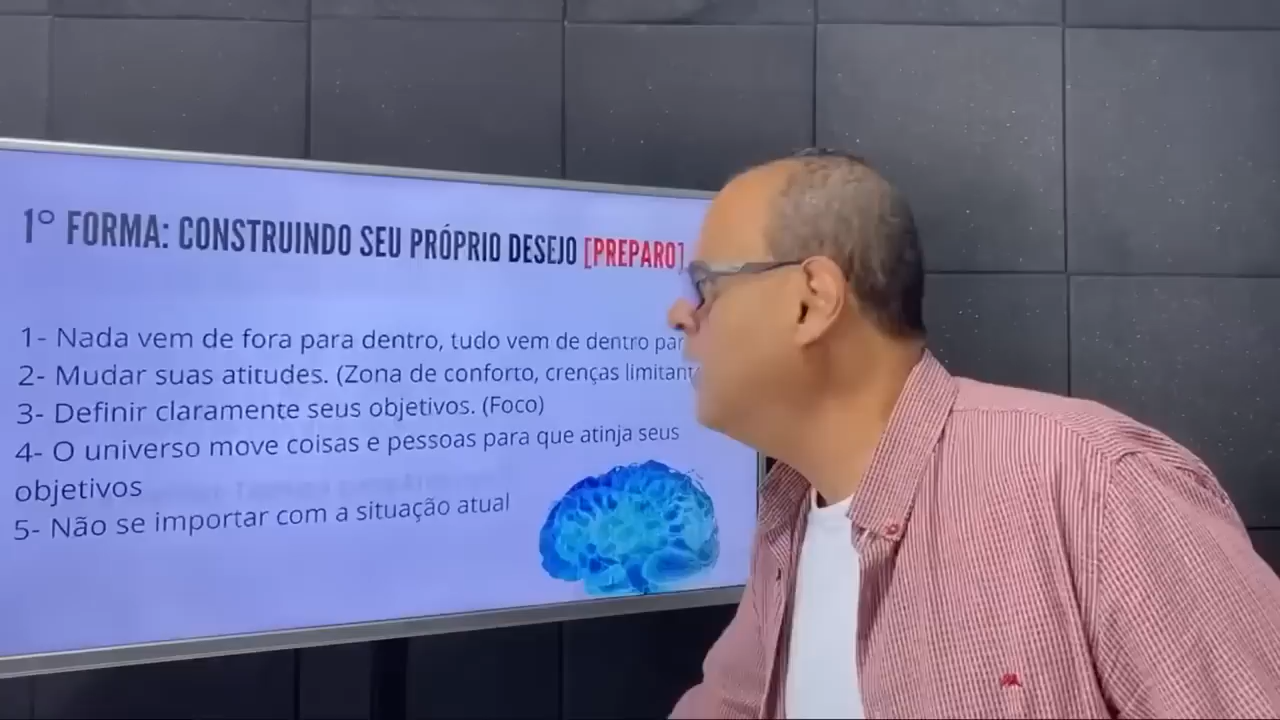 1° FORMA: CONSTRUINDO SEU PRÓPRIO DESEJO [PREPARO]
1- Nada vem de fora para dentro, tudo vem de dentro par
2- Mudar suas atitudes. (Zona de conforto, crenças limitant
3- Definir claramente seus objetivos. (Foco)
4- O universo move coisas e pessoas para que atinja seus
objetivos
5- Não se importar com a situação atual